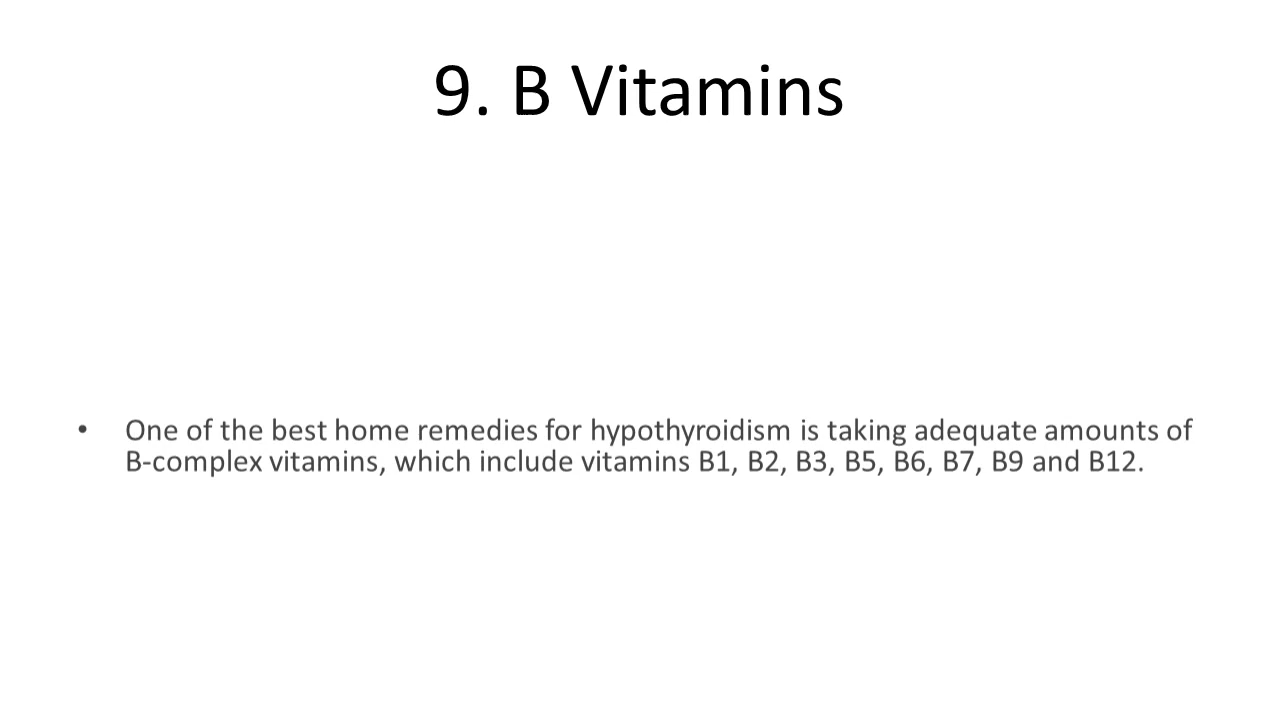 9. B Vitamins
• One of the best home remedies for hypothyroidism is taking adequate amounts of
B-complex vitamins, which include vitamins B1, B2, B3, B5, B6, B7, B9 and B12.